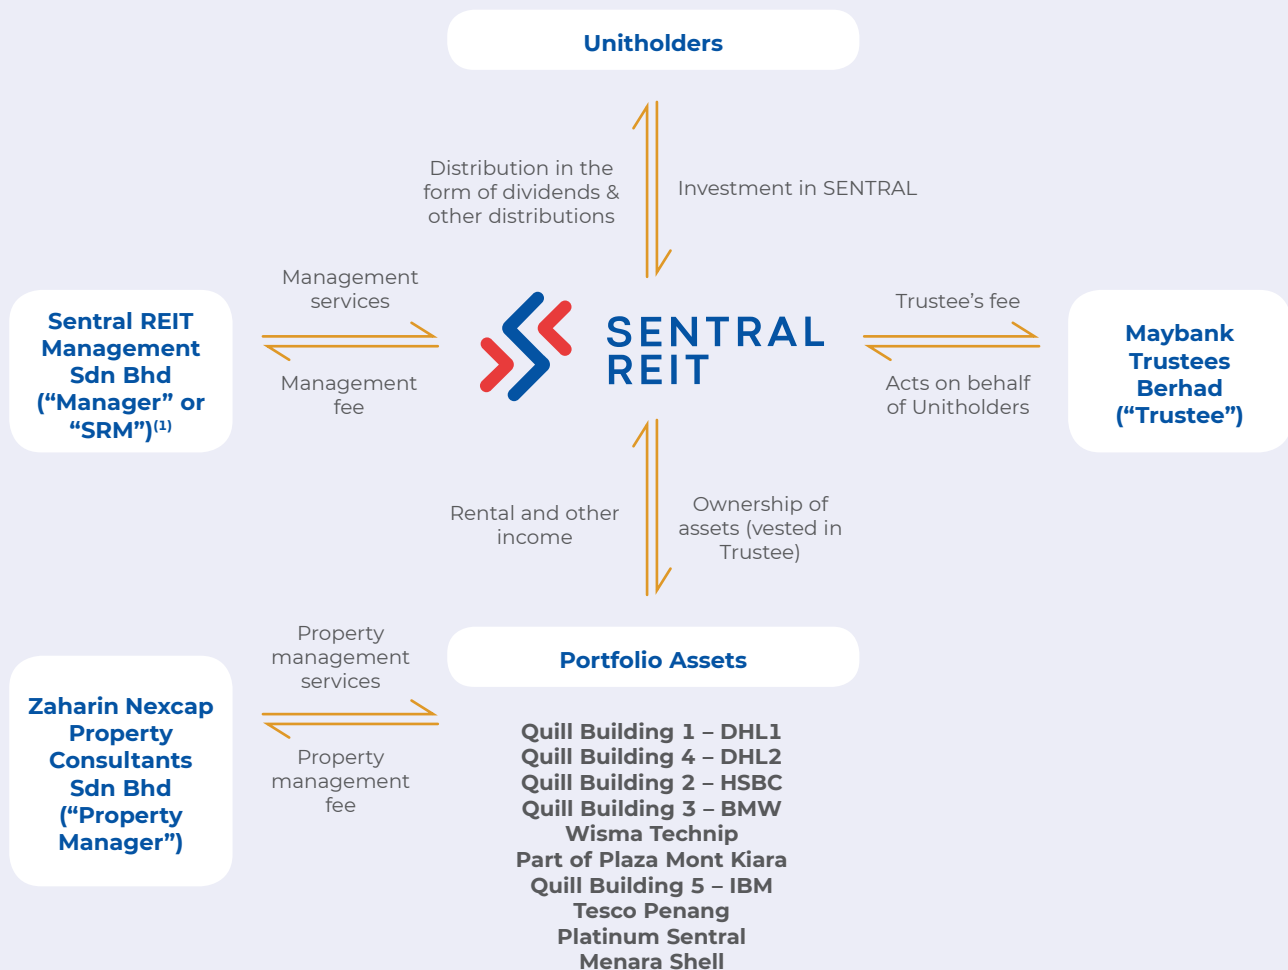 Unitholders
Distribution in the
form of dividends &
other distributions
Investment in SENTRAL
Management
services
Management
fee
Sentral REIT
Management
Sdn Bhd
(“Manager” or
“SRM”)(1)
SENTRAL
REIT
Trustee’s fee
Acts on behalf
of Unitholders
Maybank
Trustees
Berhad
(“Trustee”)
Rental and other
income
Ownership of
assets (vested in
Trustee)
Property
management
services
Property
management
fee
Zaharin Nexcap
Property
Consultants
Sdn Bhd
(“Property
Manager”)
Portfolio Assets
Quill Building 1 – DHL1
Quill Building 4 – DHL2
Quill Building 2 – HSBC
Quill Building 3 – BMW
Wisma Technip
Part of Plaza Mont Kiara
Quill Building 5 – IBM
Tesco Penang
Platinum Sentral
Menara Shell